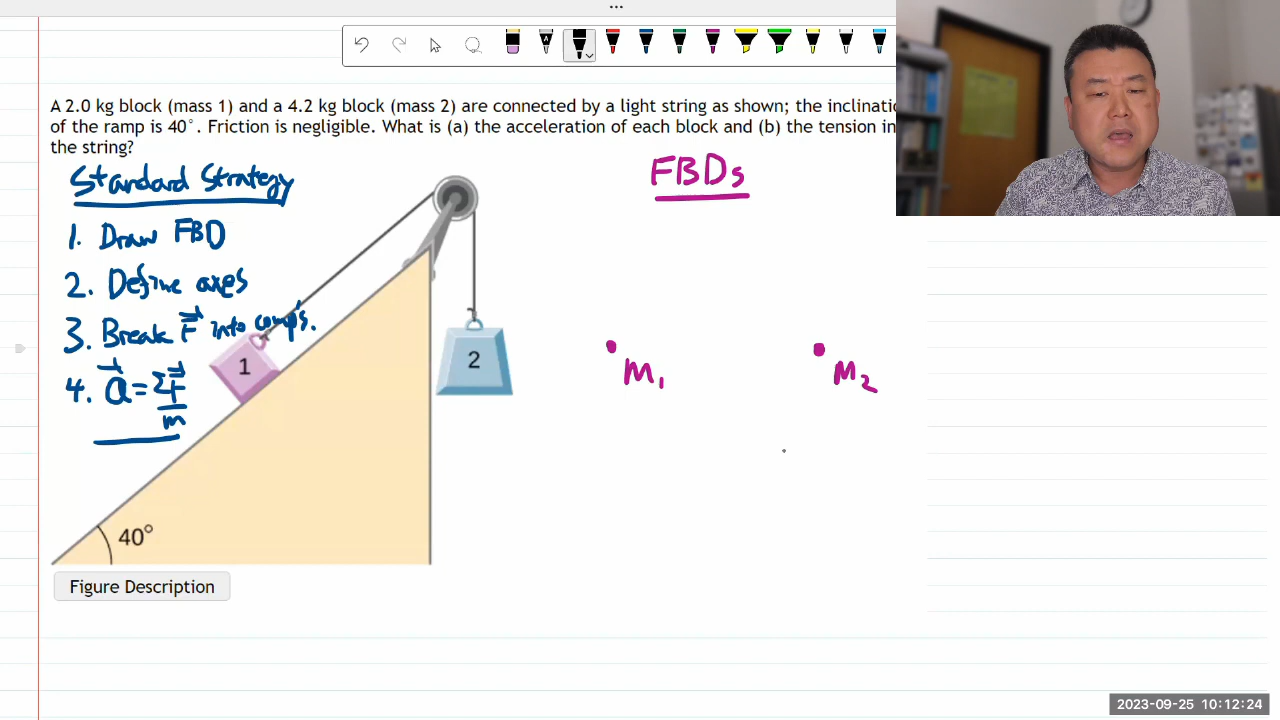 A 2.0 kg block (mass 1) and a 4.2 kg block (mass 2) are connected by a light string as shown; the inclinatio
of the ramp is 40°. Friction is negligible. What is (a) the acceleration of each block and (b) the tension in
the string?
Standard Strategy
1. Draw FBD
2. Define axes
3. Break F⃗ into comps.
4. a⃗ = ΣF⃗/m
FBDs
1
2
m₁
m₂
40°
Figure Description
2023-09-25 10:12:24